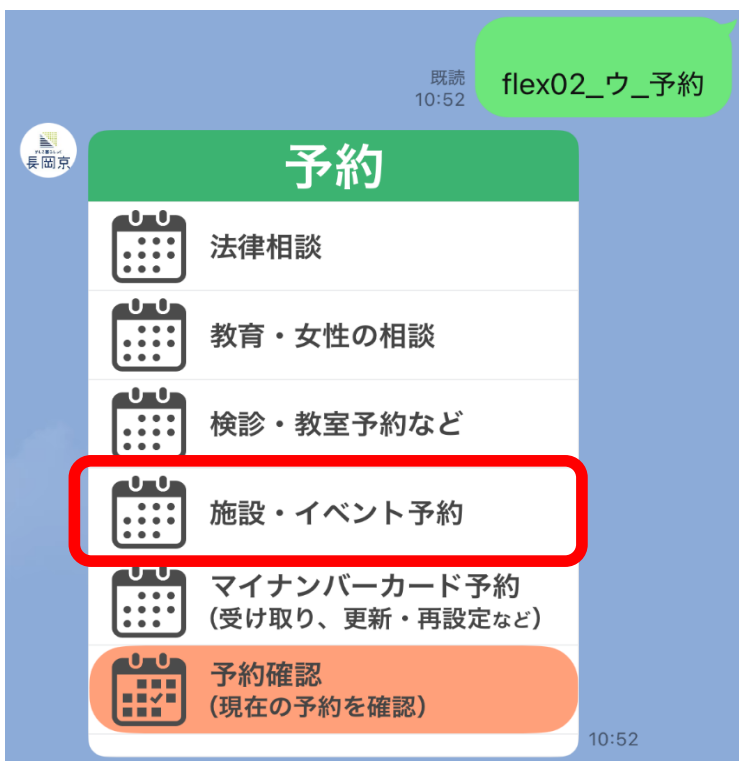 既読
10:52
flex02_ウ_予約
長岡京
予約
法律相談
教育・女性の相談
検診・教室予約など
施設・イベント予約
マイナンバーカード予約
(受け取り、更新・再設定など)
予約確認
(現在の予約を確認)
10:52